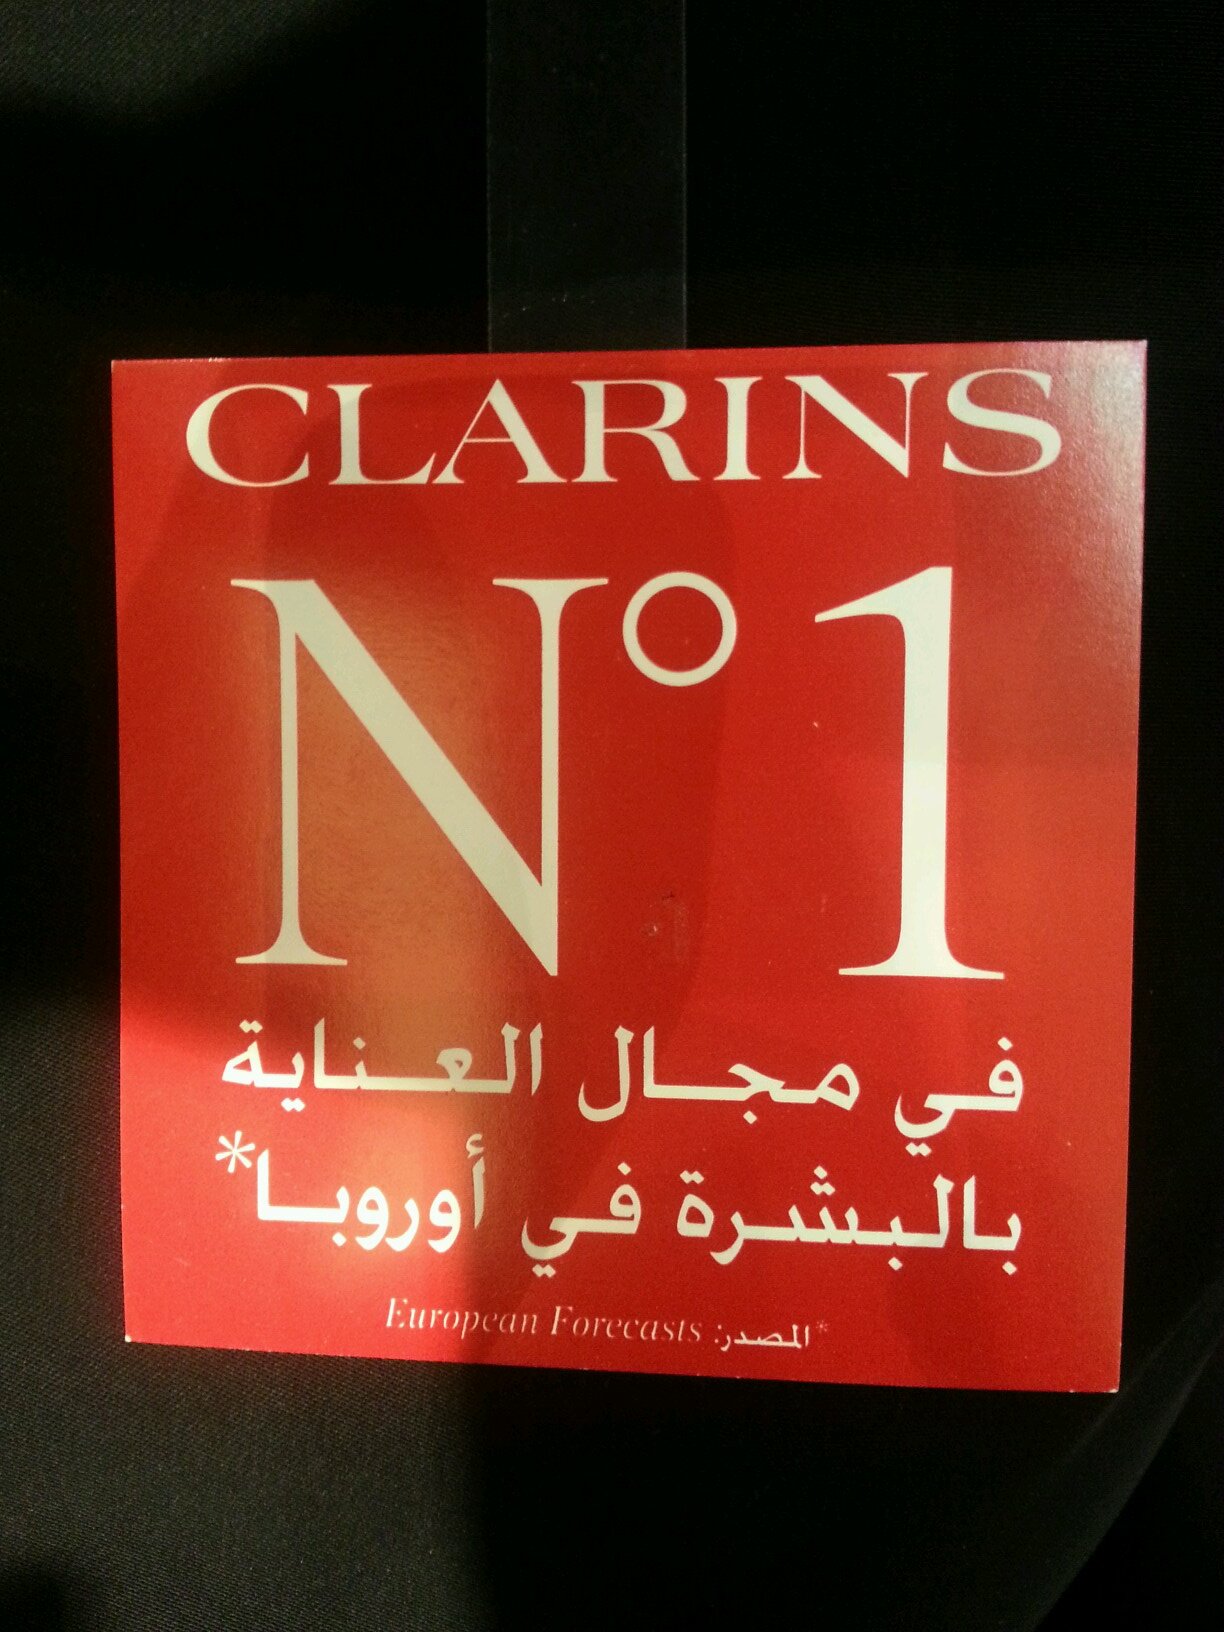 CLARINS
N°1
في مجال العناية
بالبشرة في أوروبا*
*المصدر: European Forecasts